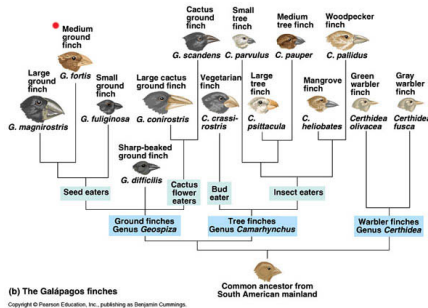 Cactus
ground
finch
G. scandens
Small
tree
finch
C. parvulus
Medium
tree finch
C. pauper
Woodpecker
finch
C. pallidus
Medium
ground
finch
G. fortis
Large
ground
finch
G. magnirostris
Small
ground
finch
G. fuliginosa
Large cactus
ground finch
G. conirostris
Vegetarian
finch
C. crassi-
rostris
Large
tree
finch
C. psittacula
Mangrove
finch
C. heliobates
Green
warbler
finch
Certhidea
olivacea
Gray
warbler
finch
Certhidea
fusca
Sharp-beaked
ground finch
G. difficilis
Seed eaters
Cactus
flower
eaters
Bud
eater
Insect eaters
Ground finches
Genus Geospiza
Tree finches
Genus Camarhynchus
Warbler finches
Genus Certhidea
Common ancestor from
South American mainland
(b) The Galápagos finches
Copyright © Pearson Education, Inc., publishing as Benjamin Cummings.